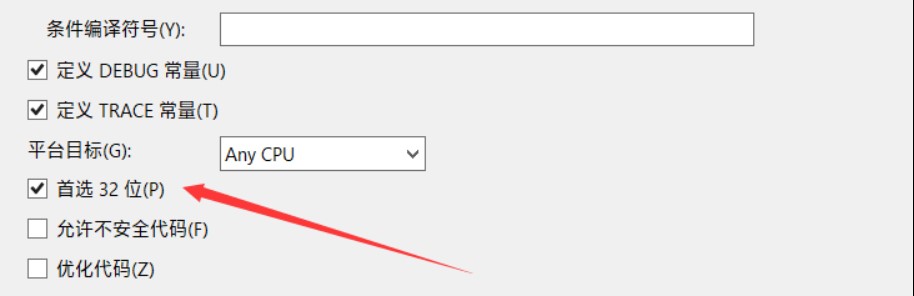 条件编译符号(Y):
定义 DEBUG 常量(U)
定义 TRACE 常量(T)
平台目标(G): Any CPU
首选 32 位(P)
允许不安全代码(F)
优化代码(Z)